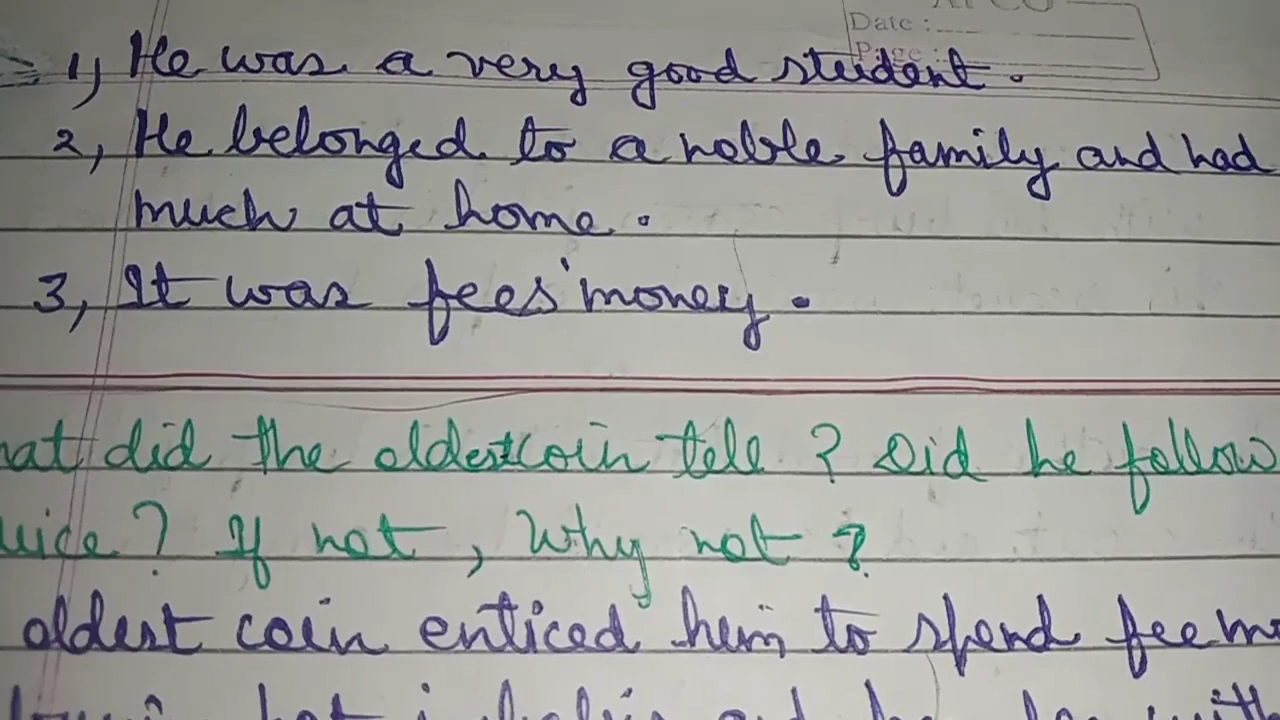 Date :
Page :
1, He was a very good student.
2, He belonged to a noble family and had
much at home.
3, It was fees' money.
did the oldest coin tell ? Did he follow
? If not, Why not ?
oldest coin enticed him to spend fee